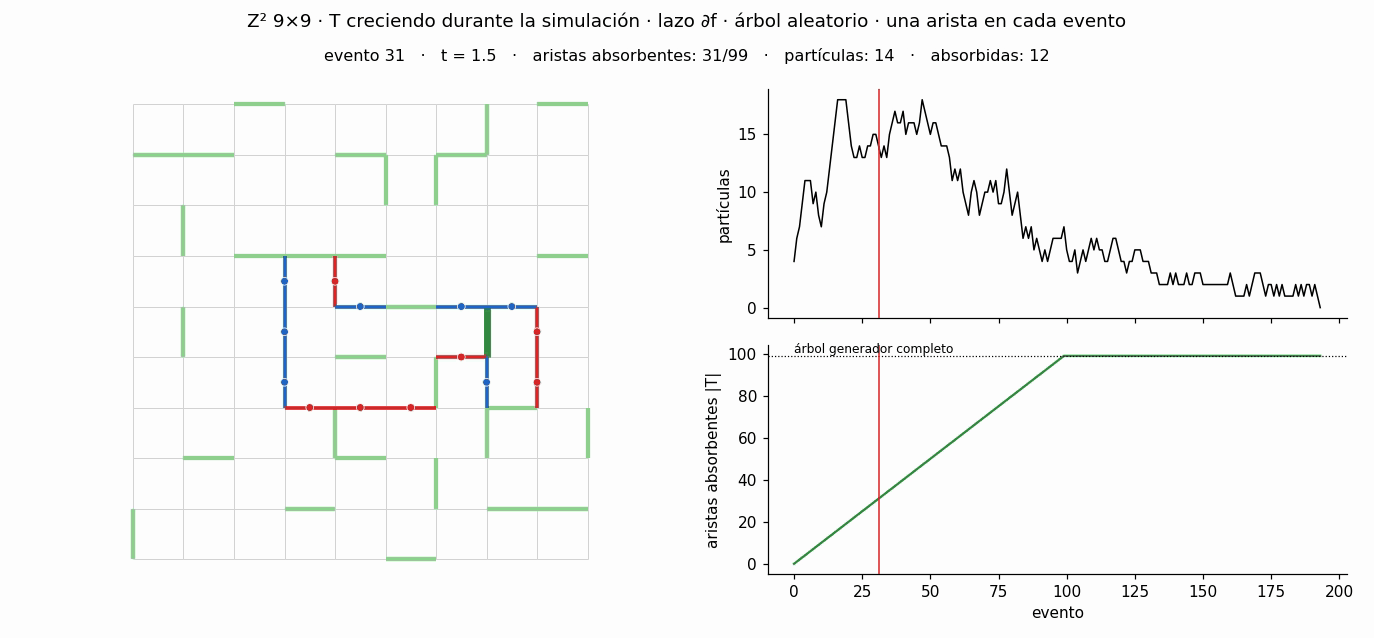 Z² 9×9 · T creciendo durante la simulación · lazo ∂f · árbol aleatorio · una arista en cada evento
evento 31 · t = 1.5 · aristas absorbentes: 31/99 · partículas: 14 · absorbidas: 12
partículas
15
10
5
0
árbol generador completo
aristas absorbentes |T|
100
80
60
40
20
0
0 25 50 75 100 125 150 175 200
evento